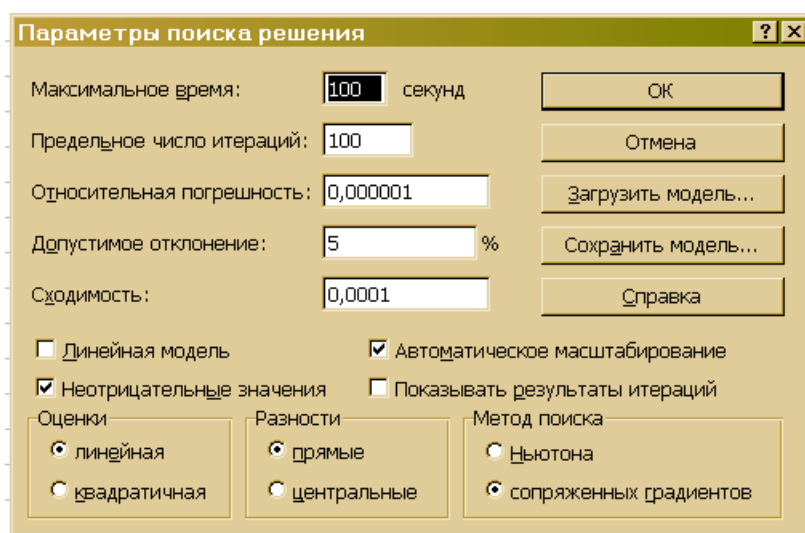 Параметры поиска решения ? ×
Максимальное время: 100 секунд ОК
Предельное число итераций: 100 Отмена
Относительная погрешность: 0,000001 Загрузить модель...
Допустимое отклонение: 5 % Сохранить модель...
Сходимость: 0,0001 Справка
Линейная модель Автоматическое масштабирование
Неотрицательные значения Показывать результаты итераций
Оценки Разности Метод поиска
линейная прямые Ньютона
квадратичная центральные сопряженных градиентов